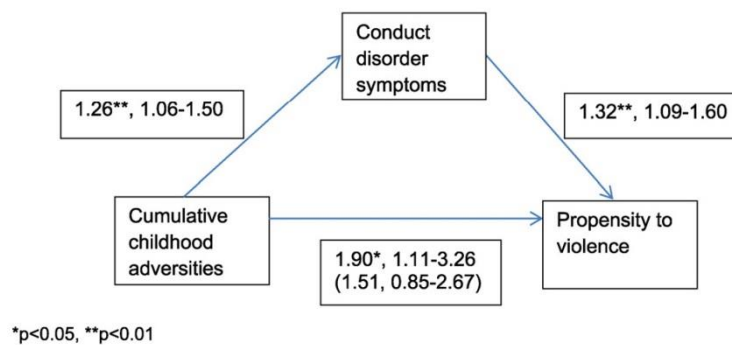 Conduct
disorder
symptoms
1.26**, 1.06-1.50
1.32**, 1.09-1.60
Cumulative
childhood
adversities
Propensity to
violence
1.90*, 1.11-3.26
(1.51, 0.85-2.67)
*p<0.05, **p<0.01